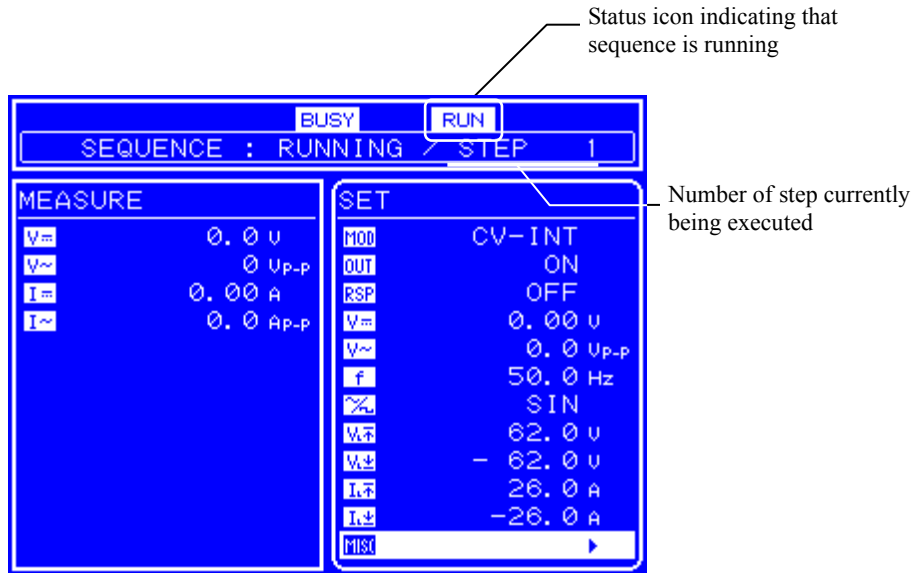 Status icon indicating that
sequence is running
BUSY RUN
SEQUENCE : RUNNING / STEP 1
Number of step currently
being executed
MEASURE
V⎓ 0.0 V
V~ 0 Vp-p
I⎓ 0.00 A
I~ 0.0 Ap-p
SET
MOD CV-INT
OUT ON
RSP OFF
V⎓ 0.00 V
V~ 0.0 Vp-p
f 50.0 Hz
SIN
V 62.0 V
V - 62.0 V
I 26.0 A
I -26.0 A
MISC